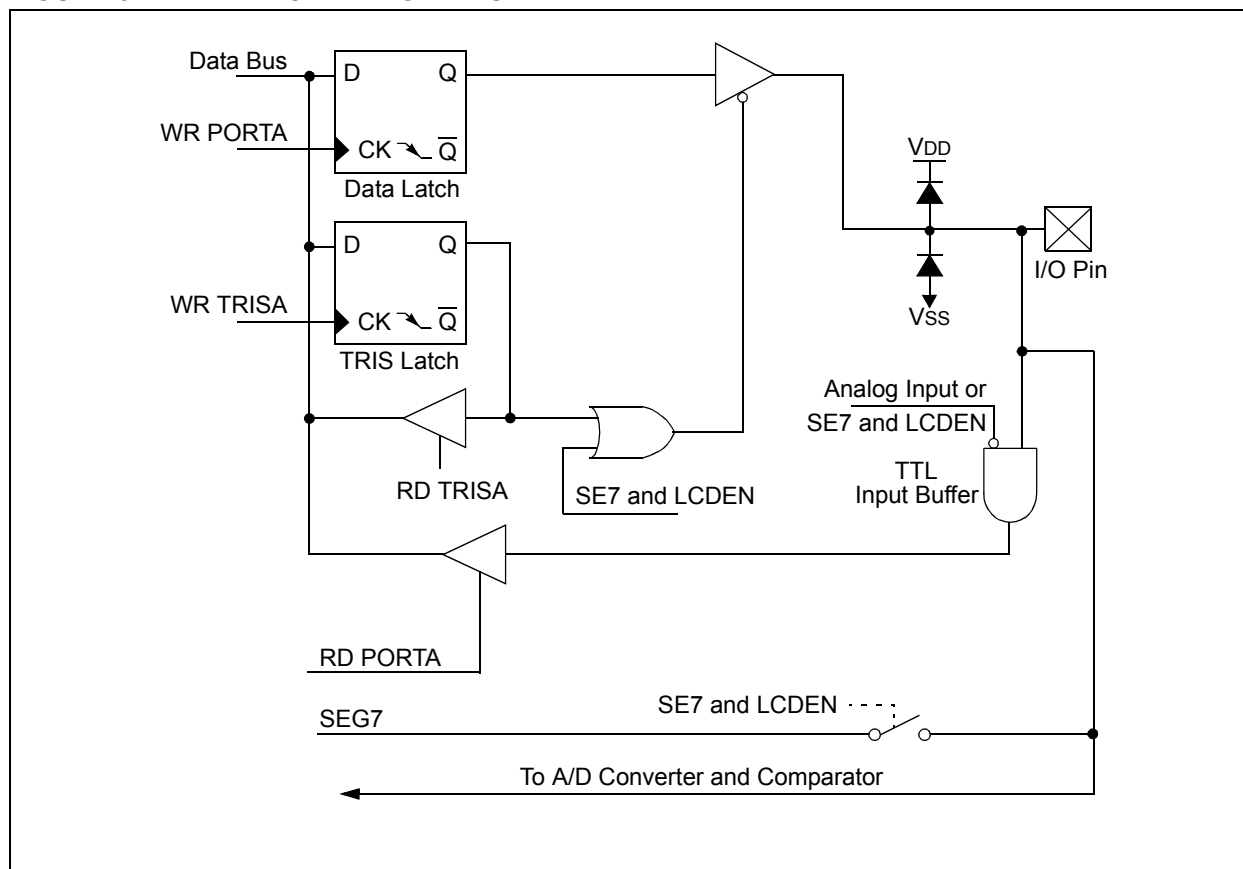 Data Bus
D Q
WR PORTA
CK Q̅
Data Latch
VDD
D Q
I/O Pin
WR TRISA
CK Q̅
VSS
TRIS Latch
Analog Input or
SE7 and LCDEN
TTL
Input Buffer
RD TRISA
SE7 and LCDEN
RD PORTA
SE7 and LCDEN
SEG7
To A/D Converter and Comparator